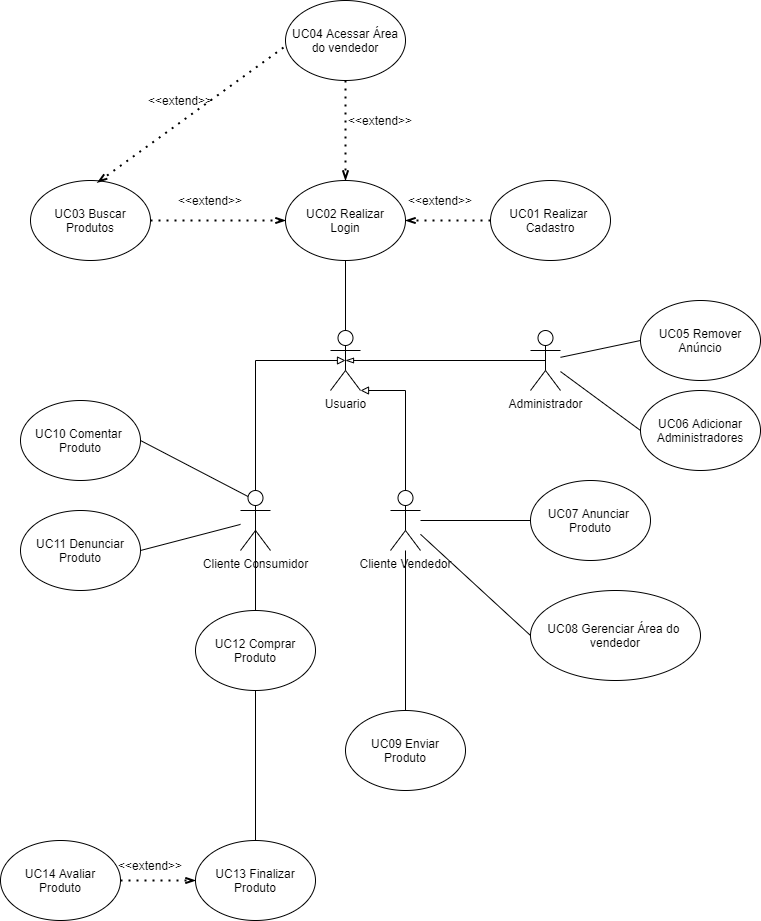 UC04 Acessar Área
do vendedor
<<extend>>
<<extend>>
UC03 Buscar
Produtos
<<extend>>
UC02 Realizar
Login
<<extend>>
UC01 Realizar
Cadastro
Usuario
Administrador
UC05 Remover
Anúncio
UC06 Adicionar
Administradores
UC10 Comentar
Produto
UC11 Denunciar
Produto
Cliente Consumidor
Cliente Vendedor
UC07 Anunciar
Produto
UC08 Gerenciar Área do
vendedor
UC12 Comprar
Produto
UC09 Enviar
Produto
UC14 Avaliar
Produto
<<extend>>
UC13 Finalizar
Produto